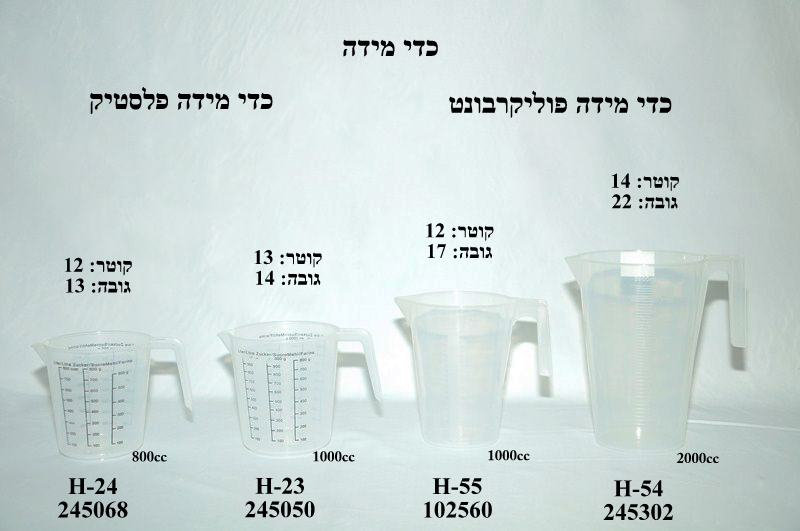 כדי מידה
כדי מידה פוליקרבונט
כדי מידה פלסטיק
קוטר: 14
גובה: 22
קוטר: 12
גובה: 17
קוטר: 13
גובה: 14
קוטר: 12
גובה: 13
800cc
1000cc
1000cc
2000cc
H-24
245068
H-23
245050
H-55
102560
H-54
245302